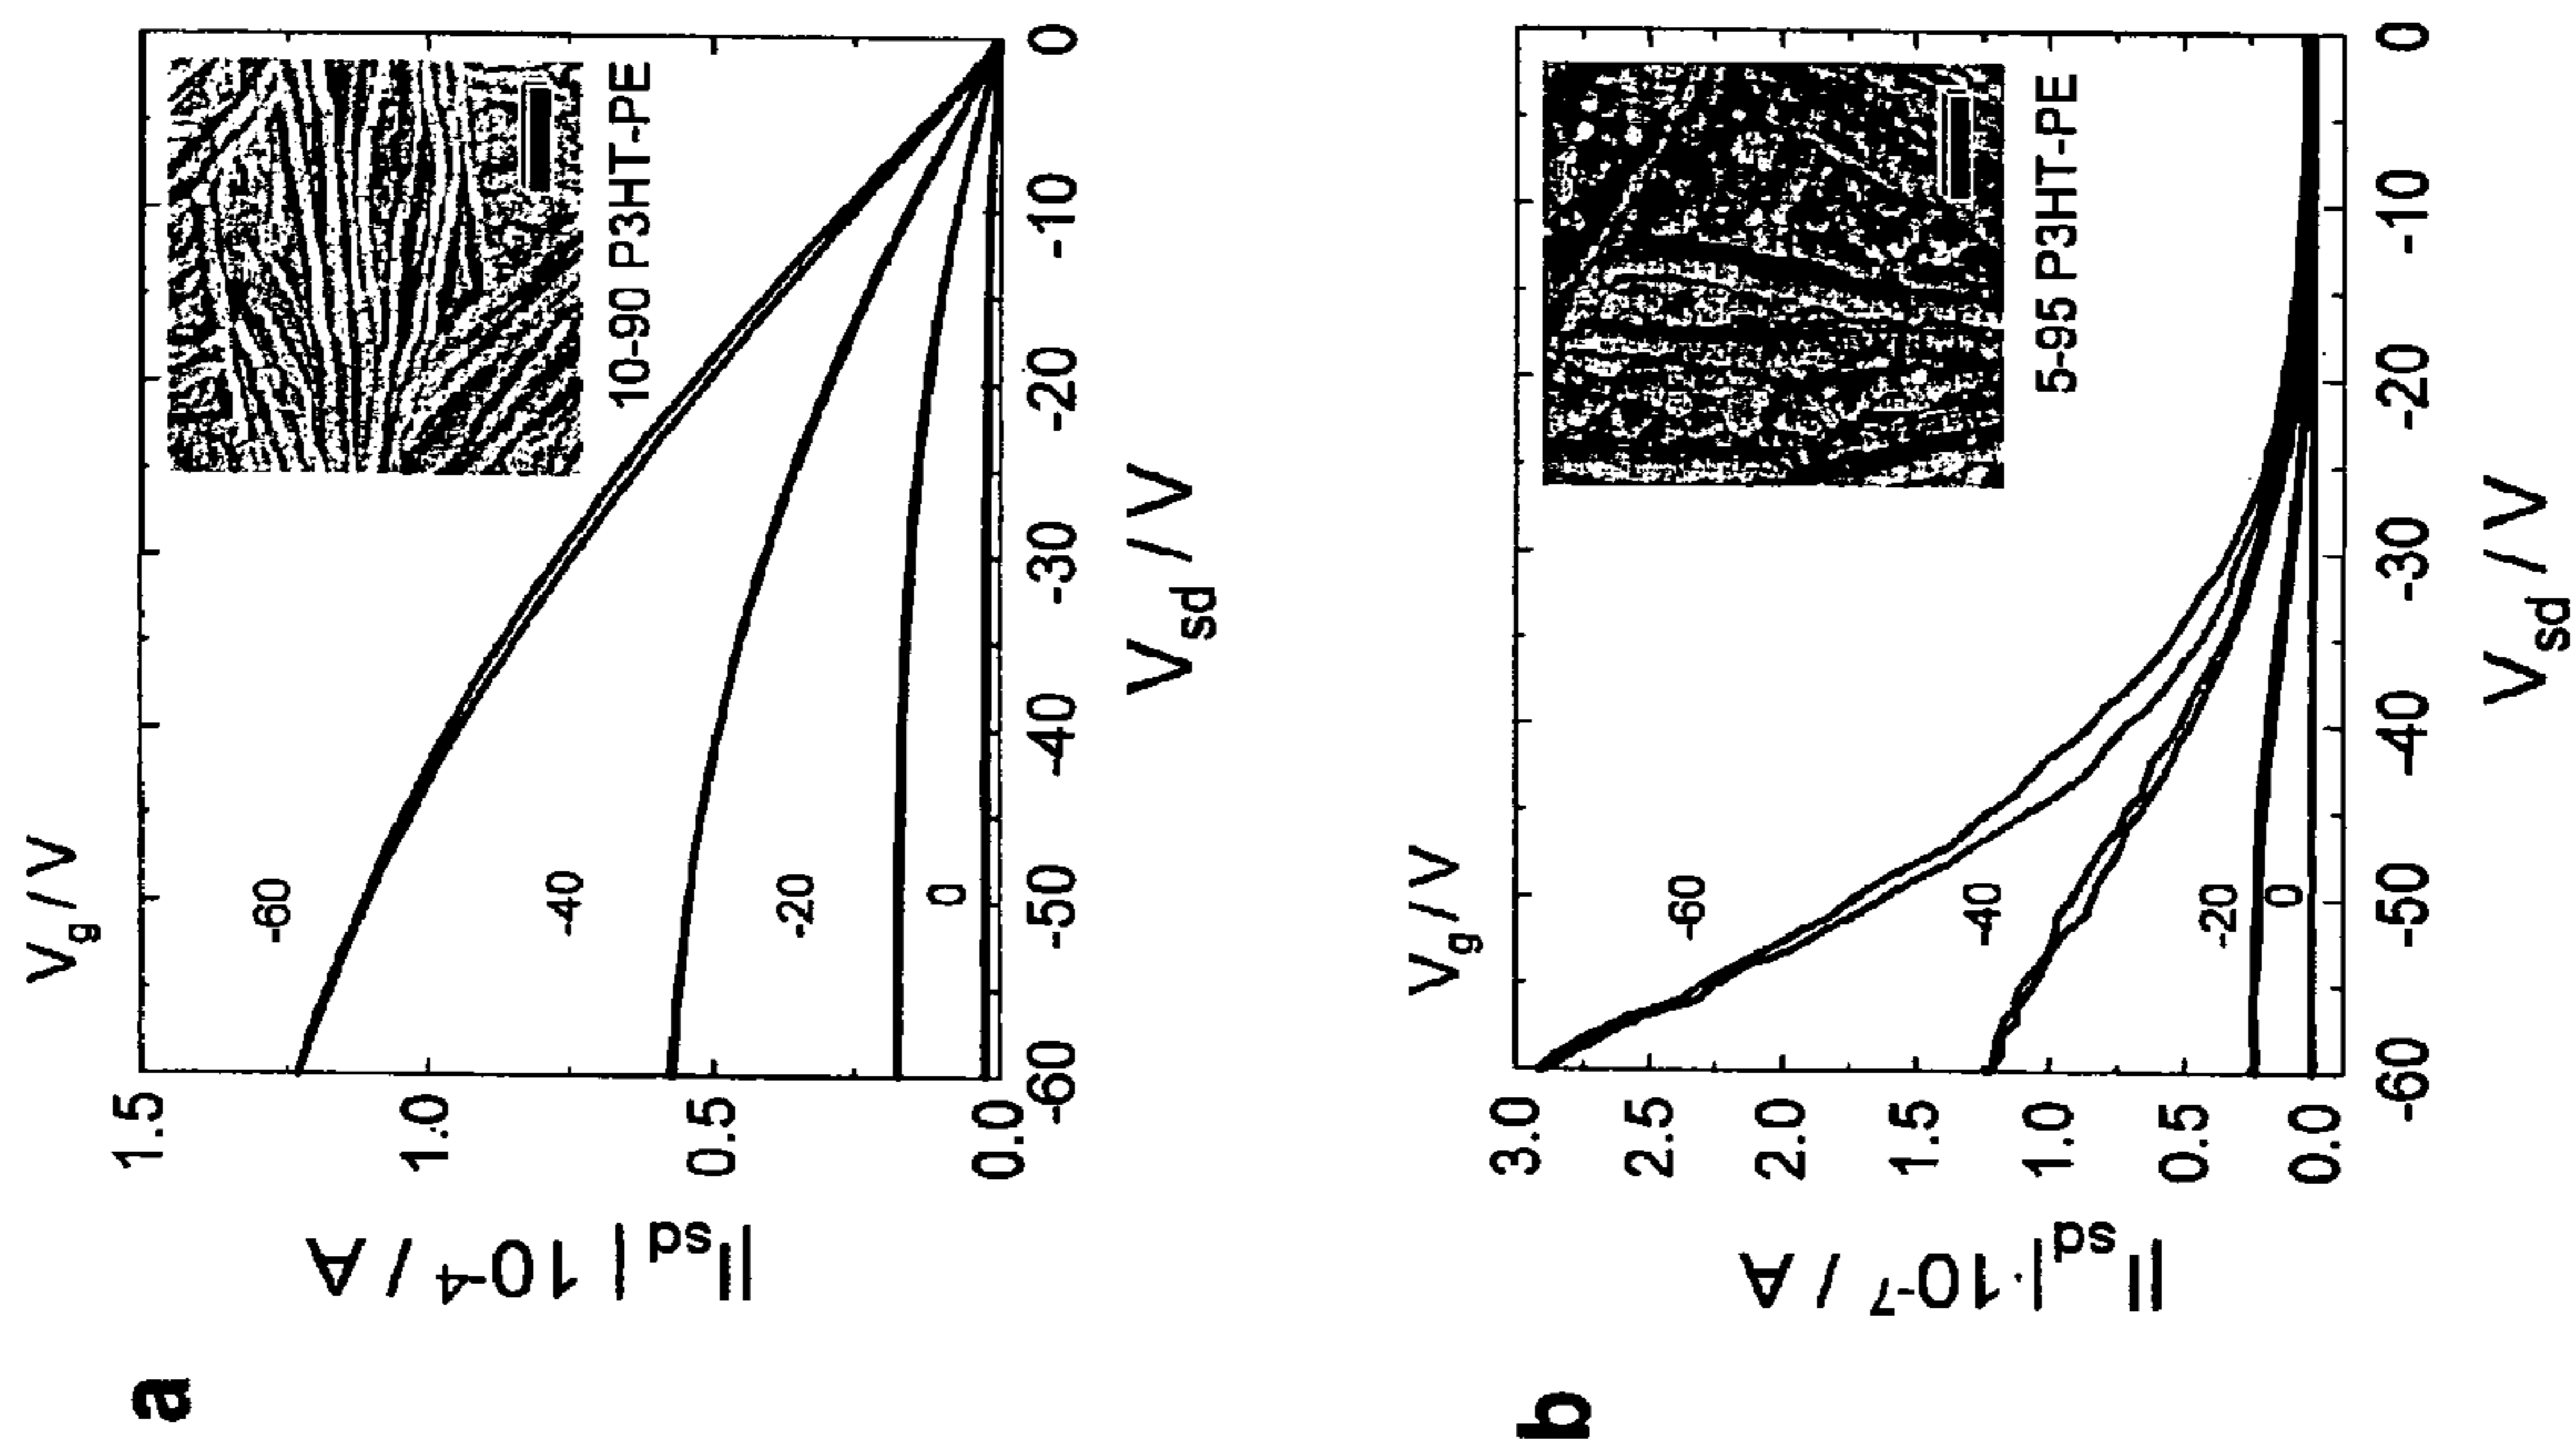 a
V_g / V
-60
-40
-20
0
10-90 P3HT-PE
1.5
1.0
0.5
0.0
|I_sd| 10^-4 / A
-60 -50 -40 -30 -20 -10 0
V_sd / V
b
V_g / V
-60
-40
-20
0
5-95 P3HT-PE
3.0
2.5
2.0
1.5
1.0
0.5
0.0
|I_sd|·10^-7 / A
-60 -50 -40 -30 -20 -10 0
V_sd / V